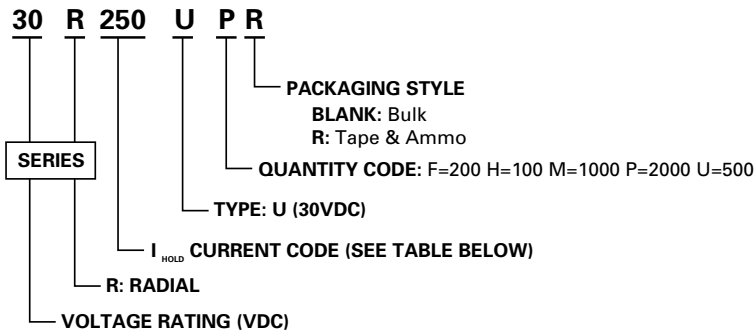 30 R 250 U P R
PACKAGING STYLE
BLANK: Bulk
R: Tape & Ammo
SERIES
QUANTITY CODE: F=200 H=100 M=1000 P=2000 U=500
TYPE: U (30VDC)
I HOLD CURRENT CODE (SEE TABLE BELOW)
R: RADIAL
VOLTAGE RATING (VDC)